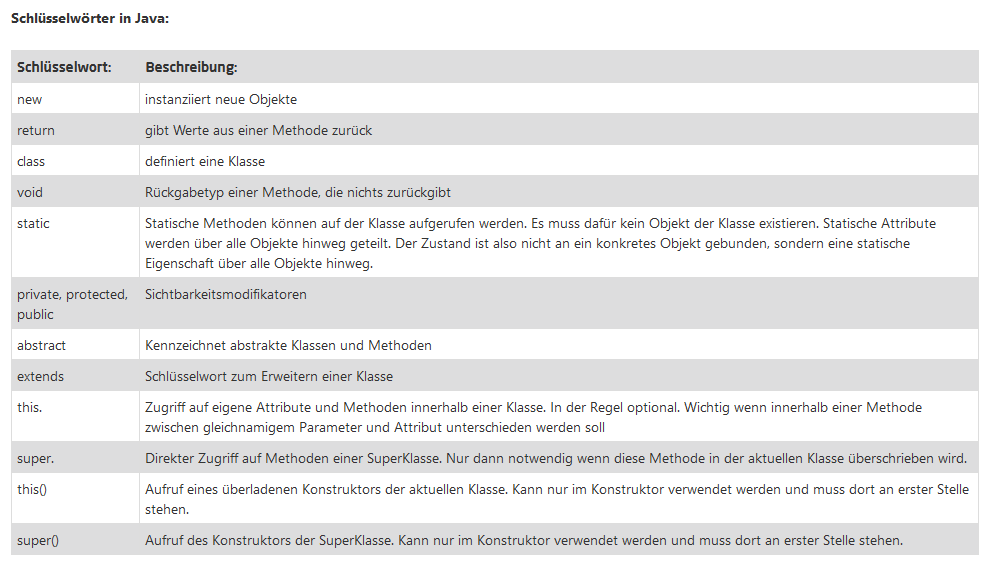 Schlüsselwörter in Java:
Schlüsselwort: Beschreibung:
new instanziiert neue Objekte
return gibt Werte aus einer Methode zurück
class definiert eine Klasse
void Rückgabetyp einer Methode, die nichts zurückgibt
static Statische Methoden können auf der Klasse aufgerufen werden. Es muss dafür kein Objekt der Klasse existieren. Statische Attribute
werden über alle Objekte hinweg geteilt. Der Zustand ist also nicht an ein konkretes Objekt gebunden, sondern eine statische
Eigenschaft über alle Objekte hinweg.
private, protected, Sichtbarkeitsmodifikatoren
public
abstract Kennzeichnet abstrakte Klassen und Methoden
extends Schlüsselwort zum Erweitern einer Klasse
this. Zugriff auf eigene Attribute und Methoden innerhalb einer Klasse. In der Regel optional. Wichtig wenn innerhalb einer Methode
zwischen gleichnamigem Parameter und Attribut unterschieden werden soll
super. Direkter Zugriff auf Methoden einer SuperKlasse. Nur dann notwendig wenn diese Methode in der aktuellen Klasse überschrieben wird.
this() Aufruf eines überladenen Konstruktors der aktuellen Klasse. Kann nur im Konstruktor verwendet werden und muss dort an erster Stelle
stehen.
super() Aufruf des Konstruktors der SuperKlasse. Kann nur im Konstruktor verwendet werden und muss dort an erster Stelle stehen.